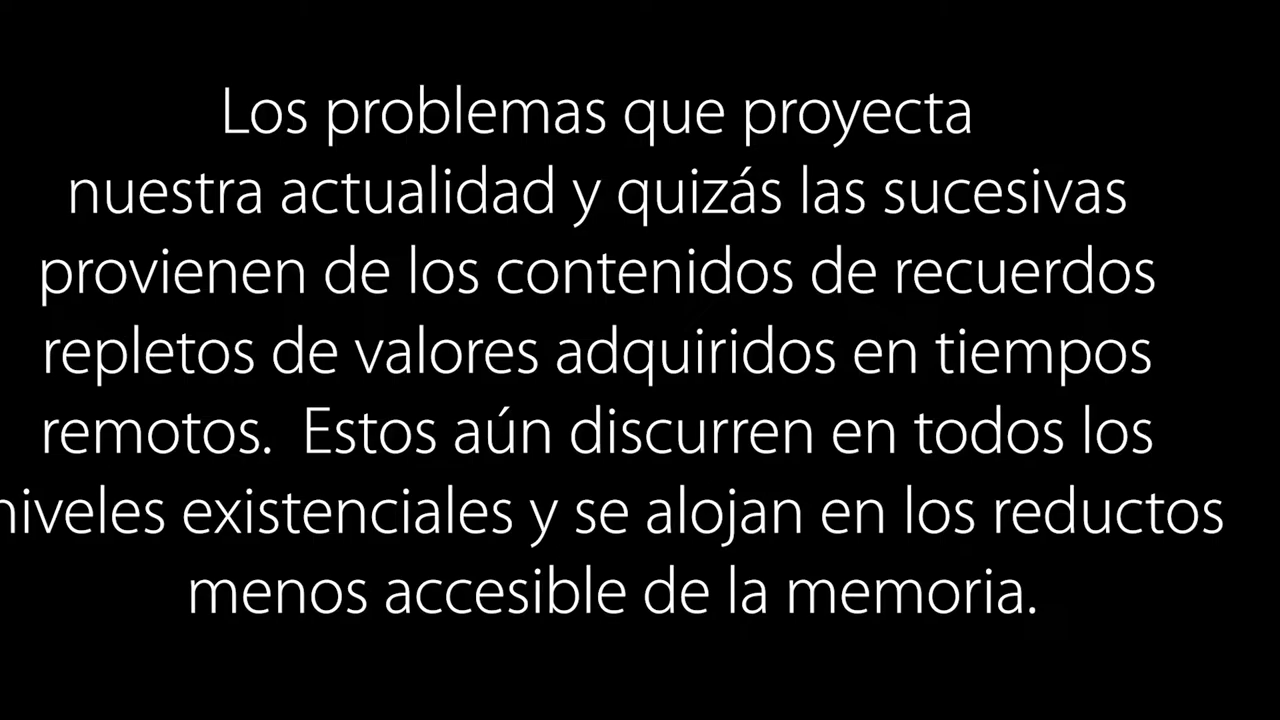 Los problemas que proyecta
nuestra actualidad y quizás las sucesivas
provienen de los contenidos de recuerdos
repletos de valores adquiridos en tiempos
remotos. Estos aún discurren en todos los
niveles existenciales y se alojan en los reductos
menos accesible de la memoria.